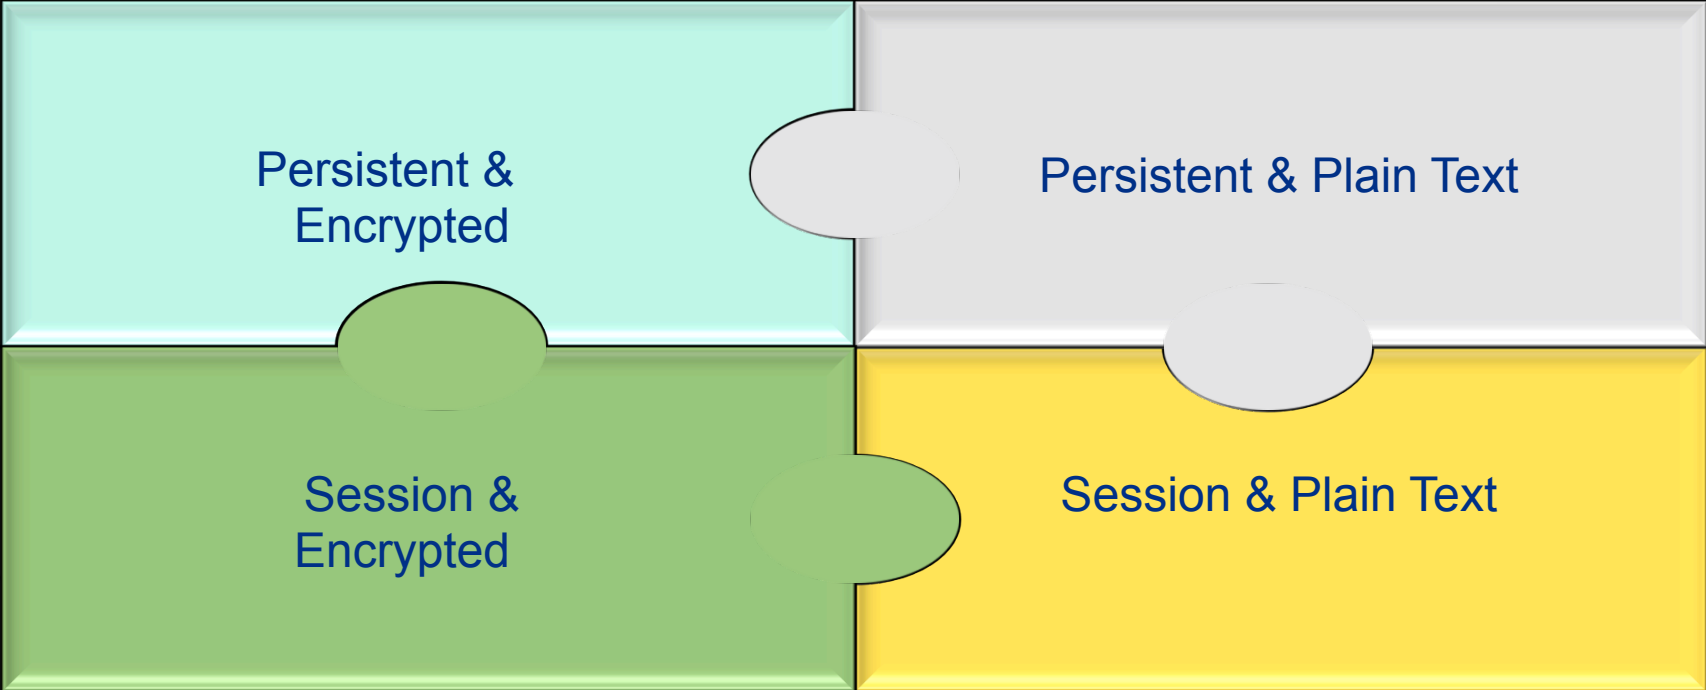 Persistent &
Encrypted
Persistent & Plain Text
Session &
Encrypted
Session & Plain Text